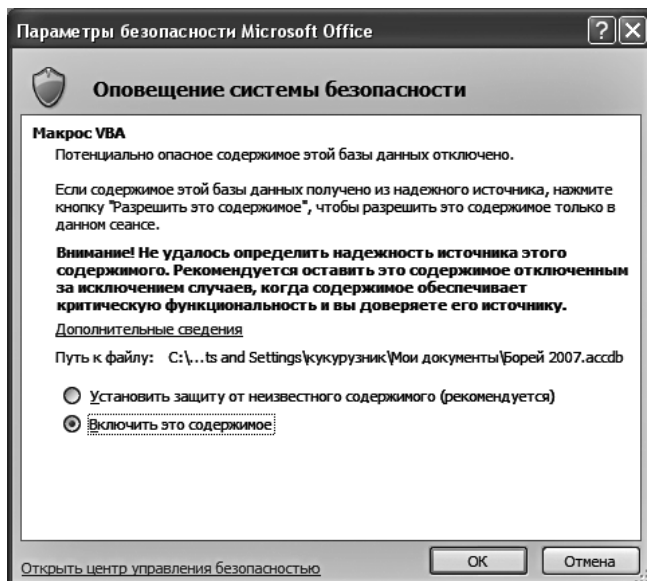 Параметры безопасности Microsoft Office
Оповещение системы безопасности
Макрос VBA
Потенциально опасное содержимое этой базы данных отключено.
Если содержимое этой базы данных получено из надежного источника, нажмите
кнопку "Разрешить это содержимое", чтобы разрешить это содержимое только в
данном сеансе.
Внимание! Не удалось определить надежность источника этого
содержимого. Рекомендуется оставить это содержимое отключенным
за исключением случаев, когда содержимое обеспечивает
критическую функциональность и вы доверяете его источнику.
Дополнительные сведения
Путь к файлу: C:\...ts and Settings\кукурузник\Мои документы\Борей 2007.accdb
Установить защиту от неизвестного содержимого (рекомендуется)
Включить это содержимое
Открыть центр управления безопасностью
ОК
Отмена